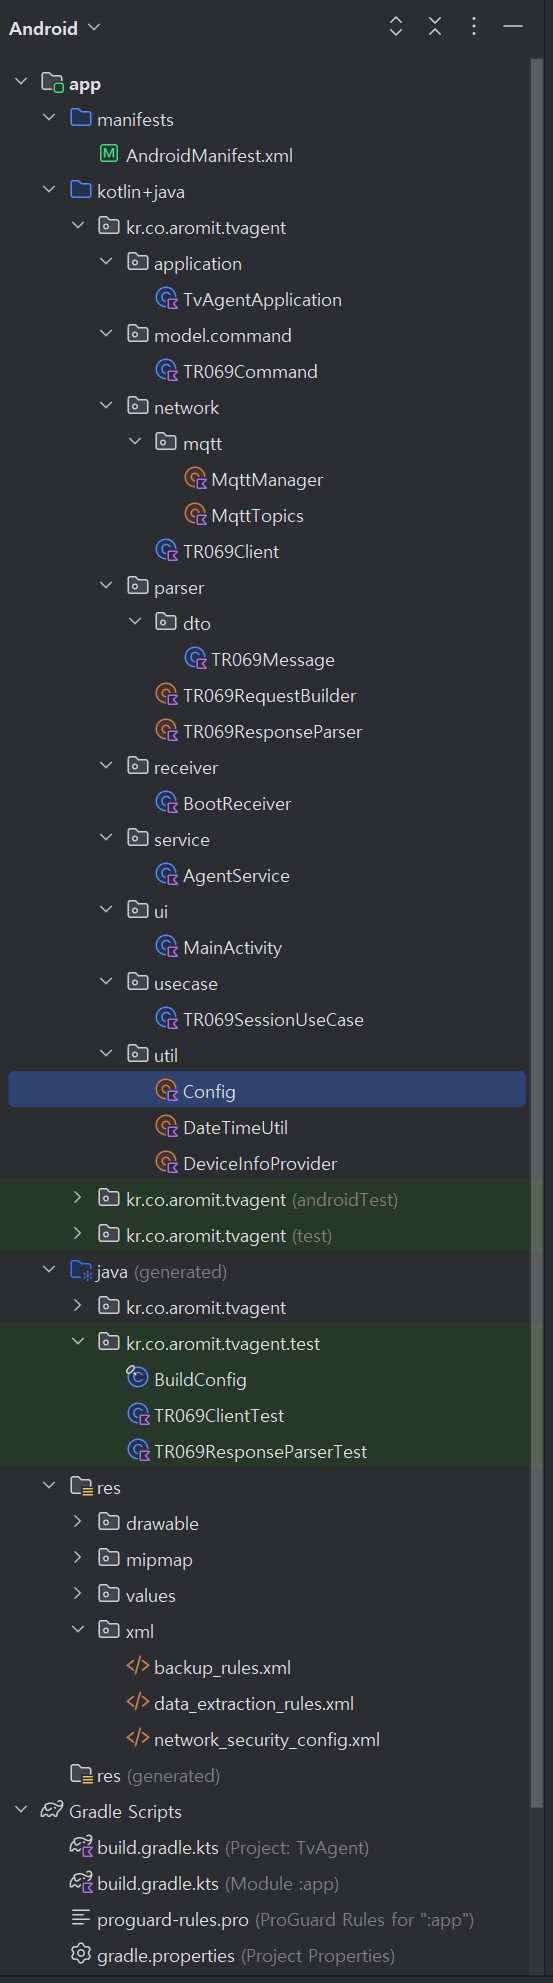 Android
app
manifests
AndroidManifest.xml
kotlin+java
kr.co.aromit.tvagent
application
TvAgentApplication
model.command
TR069Command
network
mqtt
MqttManager
MqttTopics
TR069Client
parser
dto
TR069Message
TR069RequestBuilder
TR069ResponseParser
receiver
BootReceiver
service
AgentService
ui
MainActivity
usecase
TR069SessionUseCase
util
Config
DateTimeUtil
DeviceInfoProvider
kr.co.aromit.tvagent (androidTest)
kr.co.aromit.tvagent (test)
java (generated)
kr.co.aromit.tvagent
kr.co.aromit.tvagent.test
BuildConfig
TR069ClientTest
TR069ResponseParserTest
res
drawable
mipmap
values
xml
backup_rules.xml
data_extraction_rules.xml
network_security_config.xml
res (generated)
Gradle Scripts
build.gradle.kts (Project: TvAgent)
build.gradle.kts (Module :app)
proguard-rules.pro (ProGuard Rules for ":app")
gradle.properties (Project Properties)